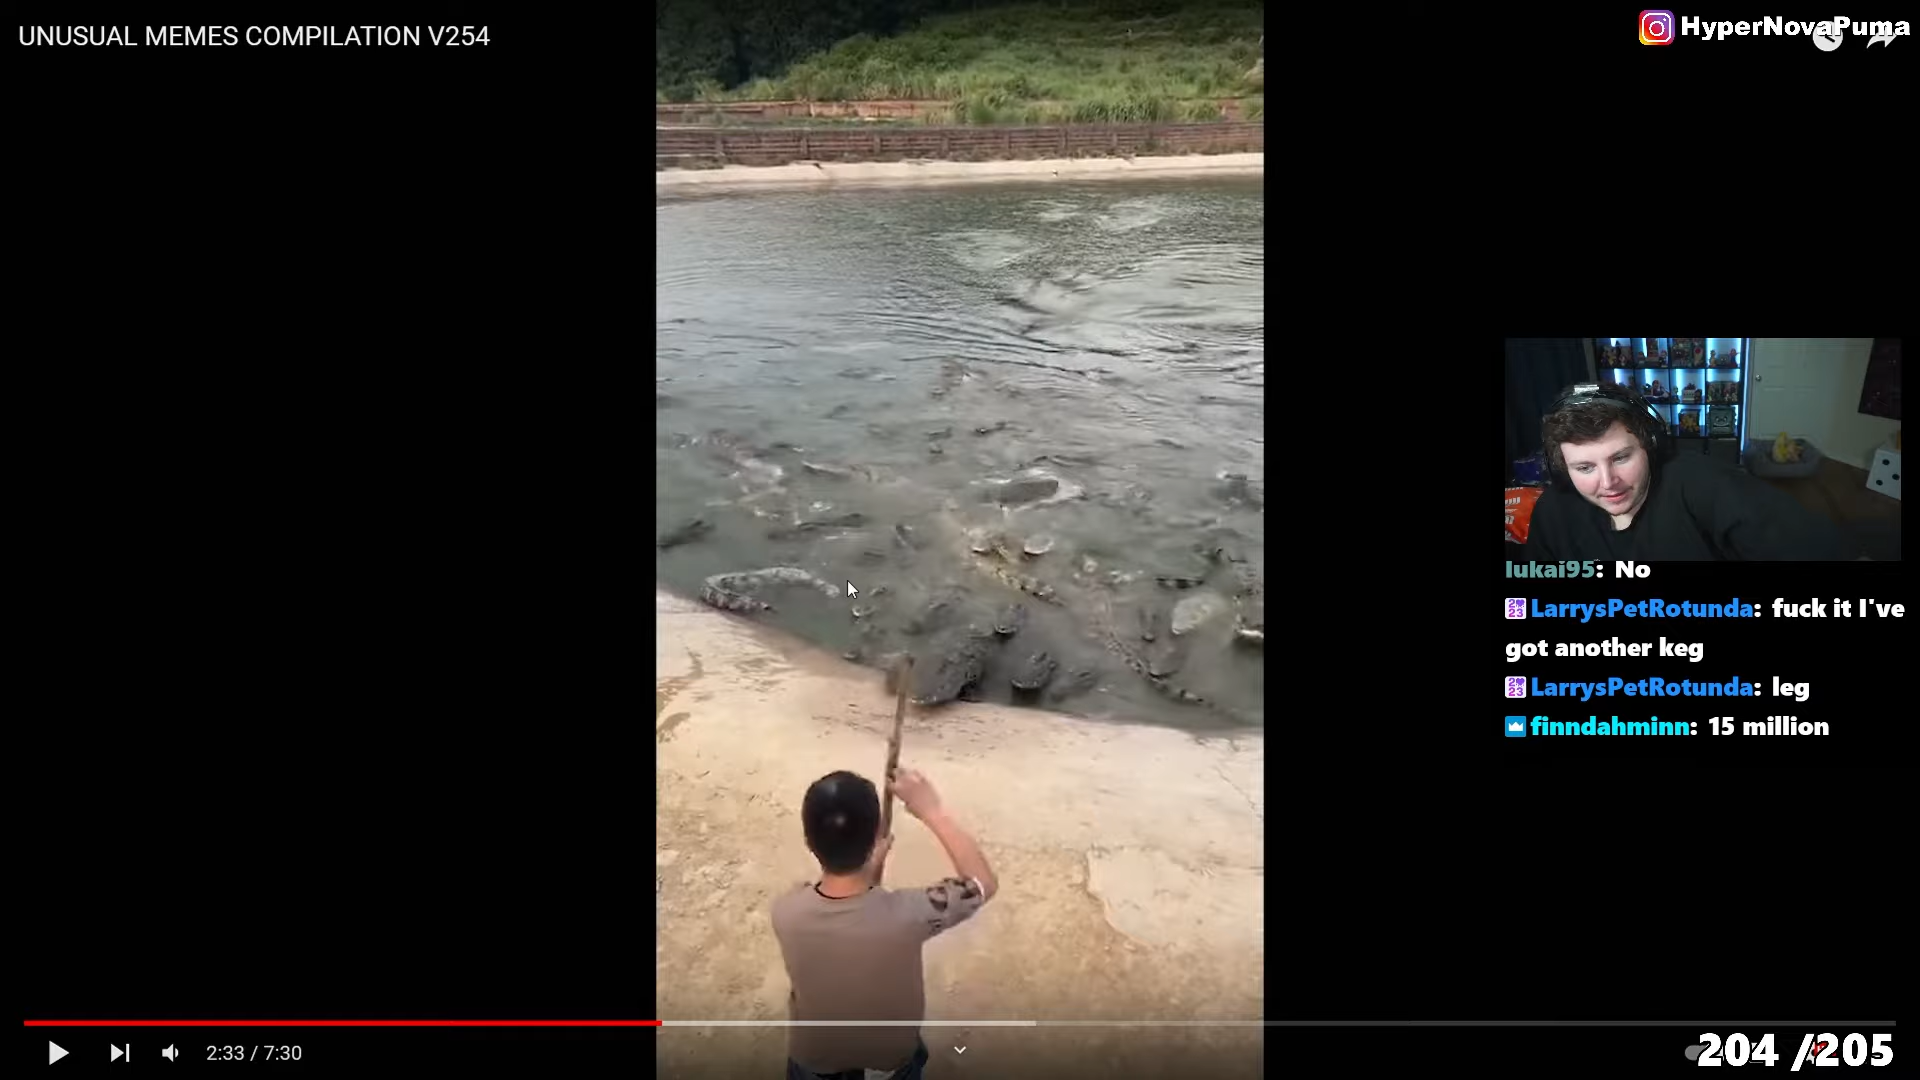 UNUSUAL MEMES COMPILATION V254
HyperNovaPuma
lukai95: No
LarrysPetRotunda: fuck it I've
got another keg
LarrysPetRotunda: leg
finndahminn: 15 million
2:33 / 7:30
204 /205